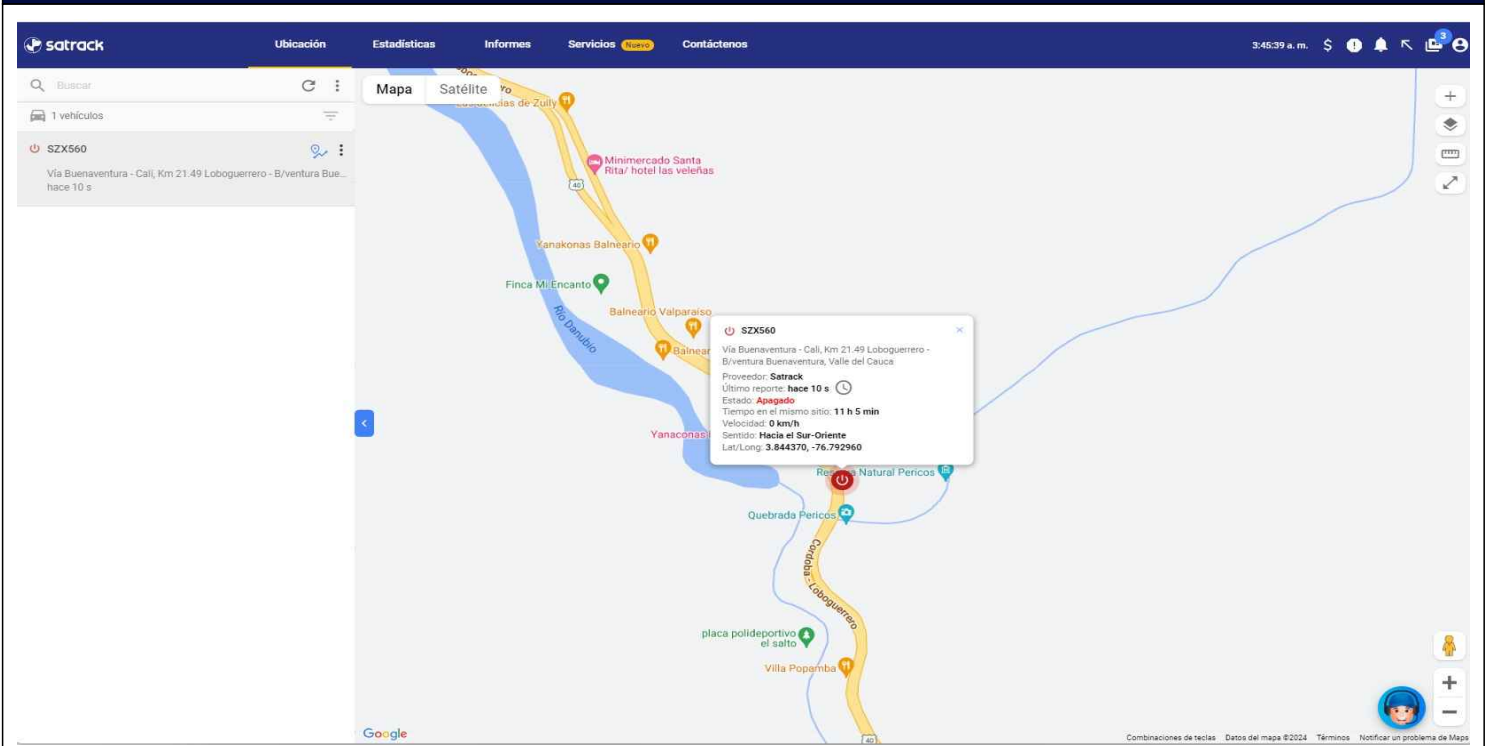 satrack
Ubicación
Estadísticas
Informes
Servicios Nuevo
Contáctenos
3:45:39 a. m.
3
Buscar
1 vehículos
SZX560
Vía Buenaventura - Cali, Km 21.49 Loboguerrero - B/ventura Bue...
hace 10 s
Mapa
Satélite
de Zully
Minimercado Santa
Rita/ hotel las veleñas
40
Yanakonas Balneario
Finca Mi Encanto
Río Danubio
Balneario Valparaiso
Balnear
SZX560
Vía Buenaventura - Cali, Km 21.49 Loboguerrero -
B/ventura Buenaventura, Valle del Cauca
Proveedor: Satrack
Último reporte: hace 10 s
Estado: Apagado
Tiempo en el mismo sitio: 11 h 5 min
Velocidad: 0 km/h
Sentido: Hacia el Sur-Oriente
Lat/Long: 3.844370, -76.792960
Yanaconas
Natural Pericos
Quebrada Pericos
Cordoba - Loboguerrero
placa polideportivo
el salto
Villa Popamba
40
Google
Combinaciones de teclas
Datos del mapa ©2024
Términos
Notificar un problema de Maps